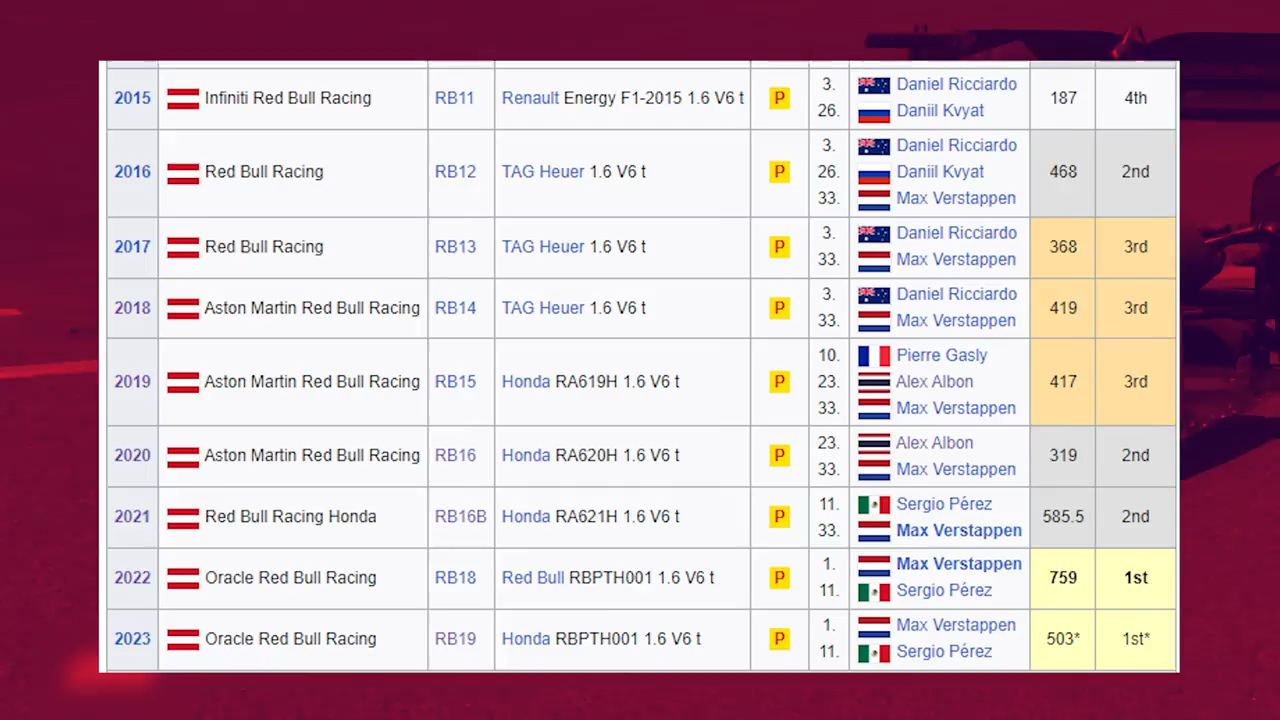 2015 Infiniti Red Bull Racing RB11 Renault Energy F1-2015 1.6 V6 t P 3. Daniel Ricciardo 187 4th
26. Daniil Kvyat
2016 Red Bull Racing RB12 TAG Heuer 1.6 V6 t P 3. Daniel Ricciardo 468 2nd
26. Daniil Kvyat
33. Max Verstappen
2017 Red Bull Racing RB13 TAG Heuer 1.6 V6 t P 3. Daniel Ricciardo 368 3rd
33. Max Verstappen
2018 Aston Martin Red Bull Racing RB14 TAG Heuer 1.6 V6 t P 3. Daniel Ricciardo 419 3rd
33. Max Verstappen
2019 Aston Martin Red Bull Racing RB15 Honda RA619H 1.6 V6 t P 10. Pierre Gasly 417 3rd
23. Alex Albon
33. Max Verstappen
2020 Aston Martin Red Bull Racing RB16 Honda RA620H 1.6 V6 t P 23. Alex Albon 319 2nd
33. Max Verstappen
2021 Red Bull Racing Honda RB16B Honda RA621H 1.6 V6 t P 11. Sergio Pérez 585.5 2nd
33. Max Verstappen
2022 Oracle Red Bull Racing RB18 Red Bull RBPTH001 1.6 V6 t P 1. Max Verstappen 759 1st
11. Sergio Pérez
2023 Oracle Red Bull Racing RB19 Honda RBPTH001 1.6 V6 t P 1. Max Verstappen 503* 1st*
11. Sergio Pérez